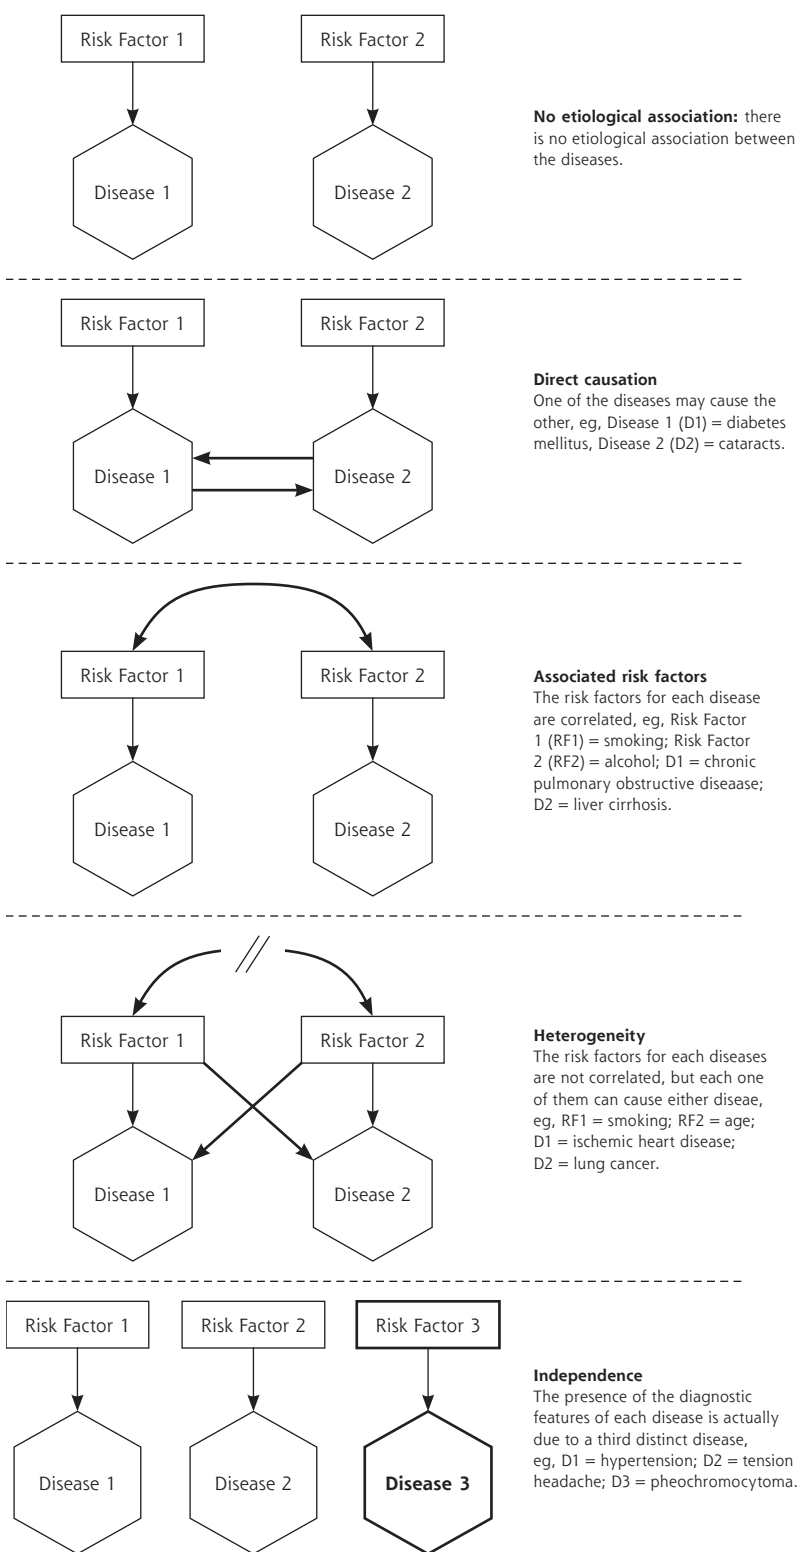 Risk Factor 1
Risk Factor 2
Disease 1
Disease 2
No etiological association: there
is no etiological association between
the diseases.
Risk Factor 1
Risk Factor 2
Disease 1
Disease 2
Direct causation
One of the diseases may cause the
other, eg, Disease 1 (D1) = diabetes
mellitus, Disease 2 (D2) = cataracts.
Risk Factor 1
Risk Factor 2
Disease 1
Disease 2
Associated risk factors
The risk factors for each disease
are correlated, eg, Risk Factor
1 (RF1) = smoking; Risk Factor
2 (RF2) = alcohol; D1 = chronic
pulmonary obstructive diseaase;
D2 = liver cirrhosis.
Risk Factor 1
Risk Factor 2
Disease 1
Disease 2
Heterogeneity
The risk factors for each diseases
are not correlated, but each one
of them can cause either diseae,
eg, RF1 = smoking; RF2 = age;
D1 = ischemic heart disease;
D2 = lung cancer.
Risk Factor 1
Risk Factor 2
Risk Factor 3
Disease 1
Disease 2
Disease 3
Independence
The presence of the diagnostic
features of each disease is actually
due to a third distinct disease,
eg, D1 = hypertension; D2 = tension
headache; D3 = pheochromocytoma.